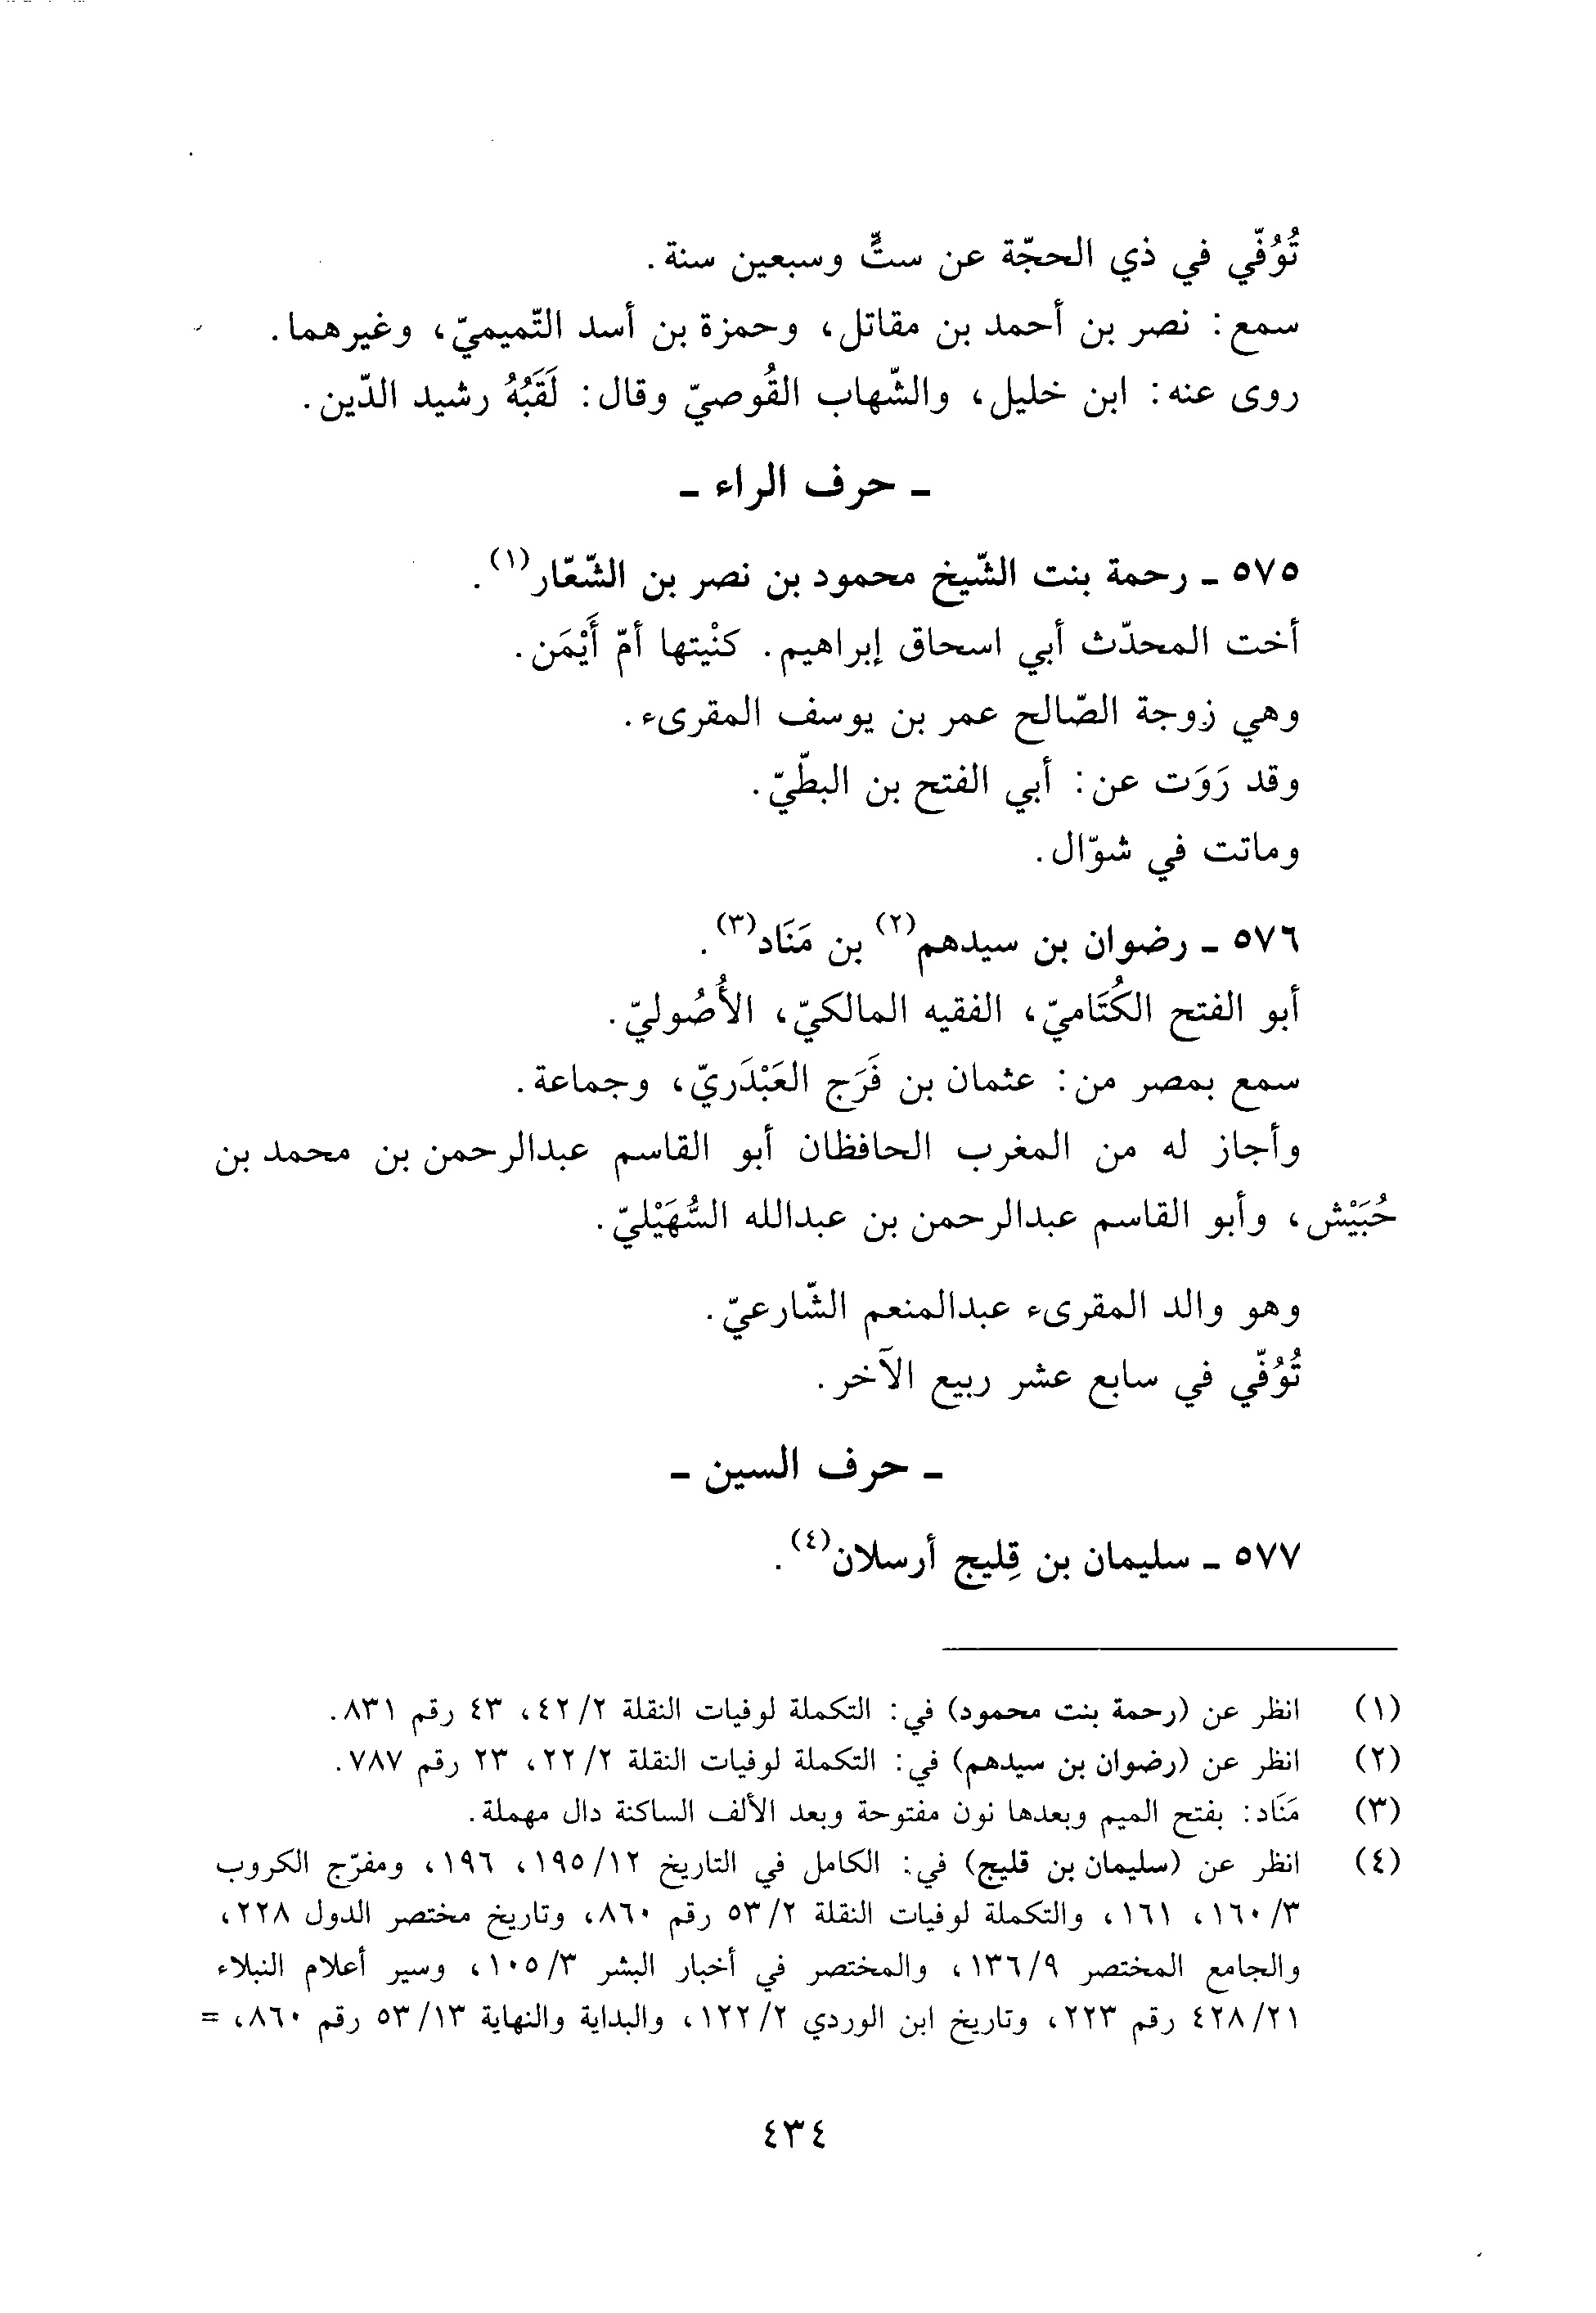 تُوُفّي في ذي الحجّة عن ستٍّ وسبعين سنة.
سمع: نصر بن أحمد بن مقاتل، وحمزة بن أسد التّميميّ، وغيرهما.
روى عنه: ابن خليل، والشّهاب القُوصيّ وقال: لَقَبُهُ رشيد الدّين.
ـ حرف الراء ـ
٥٧٥ ـ رحمة بنت الشّيخ محمود بن نصر بن الشّعّار(١).
أخت المحدّث أبي اسحاق إبراهيم. كنْيتها أمّ أَيْمَن.
وهي زوجة الصّالح عمر بن يوسف المقرىء.
وقد رَوَت عن: أبي الفتح بن البطّيّ.
وماتت في شوّال.
٥٧٦ ـ رضوان بن سيدهم(٢) بن مَنَاد(٣).
أبو الفتح الكُتَاميّ، الفقيه المالكيّ، الأُصُوليّ.
سمع بمصر من: عثمان بن فَرَج العَبْدَريّ، وجماعة.
وأجاز له من المغرب الحافظان أبو القاسم عبدالرحمن بن محمد بن
حُبَيْش، وأبو القاسم عبدالرحمن بن عبدالله السُّهَيْليّ.
وهو والد المقرىء عبدالمنعم الشّارعيّ.
تُوُفّي في سابع عشر ربيع الآخر.
ـ حرف السين ـ
٥٧٧ ـ سليمان بن قِليج أرسلان(٤).
(١) انظر عن (رحمة بنت محمود) في: التكملة لوفيات النقلة ٢/ ٤٢، ٤٣ رقم ٨٣١.
(٢) انظر عن (رضوان بن سيدهم) في: التكملة لوفيات النقلة ٢/ ٢٢، ٢٣ رقم ٧٨٧.
(٣) مَنَاد: بفتح الميم وبعدها نون مفتوحة وبعد الألف الساكنة دال مهملة.
(٤) انظر عن (سليمان بن قليج) في: الكامل في التاريخ ١٢/ ١٩٥، ١٩٦، ومفرّج الكروب
٣/ ١٦٠، ١٦١، والتكملة لوفيات النقلة ٢/ ٥٣ رقم ٨٦٠، وتاريخ مختصر الدول ٢٢٨،
والجامع المختصر ٩/ ١٣٦، والمختصر في أخبار البشر ٣/ ١٠٥، وسير أعلام النبلاء
٢١/ ٤٢٨ رقم ٢٢٣، وتاريخ ابن الوردي ٢/ ١٢٢، والبداية والنهاية ١٣/ ٥٣ رقم ٨٦٠، =
٤٣٤